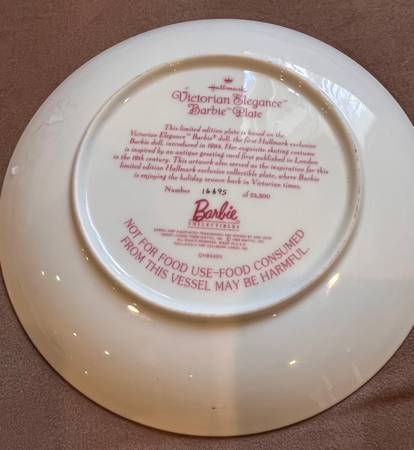 Hallmark
Victorian Elegance™
Barbie™ Plate
This limited edition plate is based on the
Victorian Elegance™ Barbie® doll, the first Hallmark exclusive
Barbie doll, introduced in 1994. Her exquisite skating costume
is inspired by an antique greeting card first published in London
in the 19th century. This artwork also served as the inspiration for this
limited edition Hallmark exclusive collectible plate, where Barbie
is enjoying the holiday season back in Victorian times.
Number 16695 of 24,500
Barbie
COLLECTIBLES
NOT FOR FOOD USE–FOOD CONSUMED
FROM THIS VESSEL MAY BE HARMFUL.